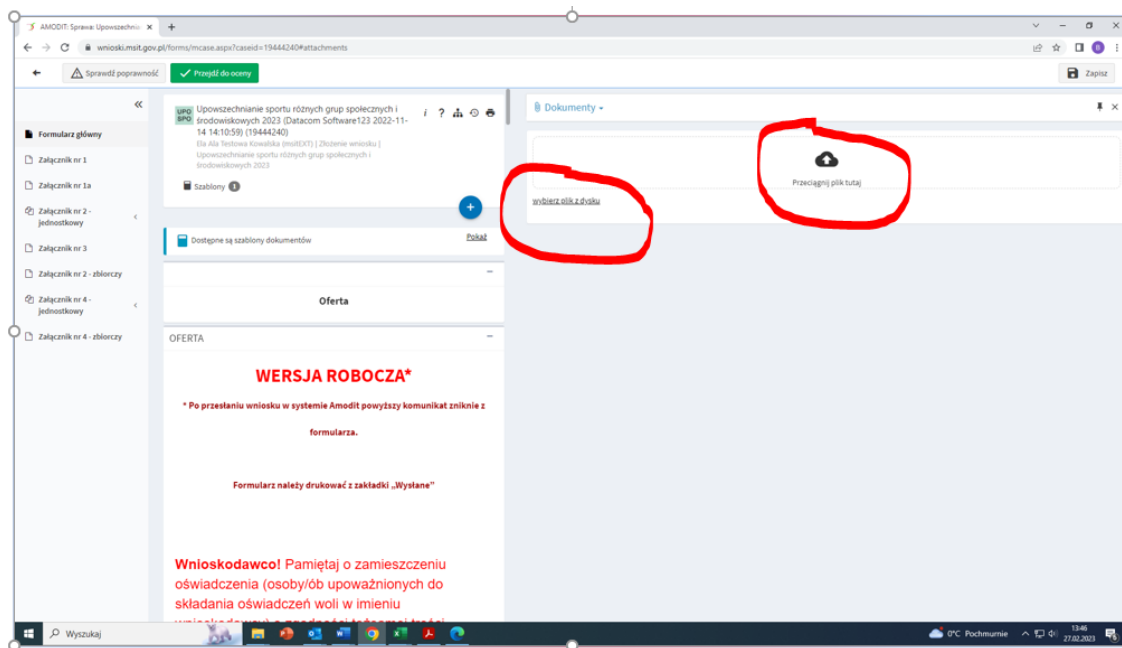 AMODIT: Sprawa: Upowszechnia
wnioski.msit.gov.pl/forms/mcase.aspx?caseid=19444240#attachments
Sprawdź poprawność
Przejdź do oceny
Zapisz
Formularz główny
Załącznik nr 1
Załącznik nr 1a
Załącznik nr 2 -
jednostkowy
Załącznik nr 3
Załącznik nr 2 - zbiorczy
Załącznik nr 4 -
jednostkowy
Załącznik nr 4 - zbiorczy
UPO
SPO
Upowszechnianie sportu różnych grup społecznych i
środowiskowych 2023 (Datacom Software123 2022-11-
14 14:10:59) (19444240)
Ela Ala Testowa Kowalska (msitEXT) | Złożenie wniosku |
Upowszechnianie sportu różnych grup społecznych i
środowiskowych 2023
Szablony 1
Dostępne są szablony dokumentów
Pokaż
Oferta
OFERTA
WERSJA ROBOCZA*
* Po przesłaniu wniosku w systemie Amodit powyższy komunikat zniknie z
formularza.
Formularz należy drukować z zakładki „Wysłane”
Wnioskodawco! Pamiętaj o zamieszczeniu
oświadczenia (osoby/ób upoważnionych do
składania oświadczeń woli w imieniu
Dokumenty
Przeciągnij plik tutaj
wybierz plik z dysku
Wyszukaj
0°C Pochmurnie
13:46
27.02.2023